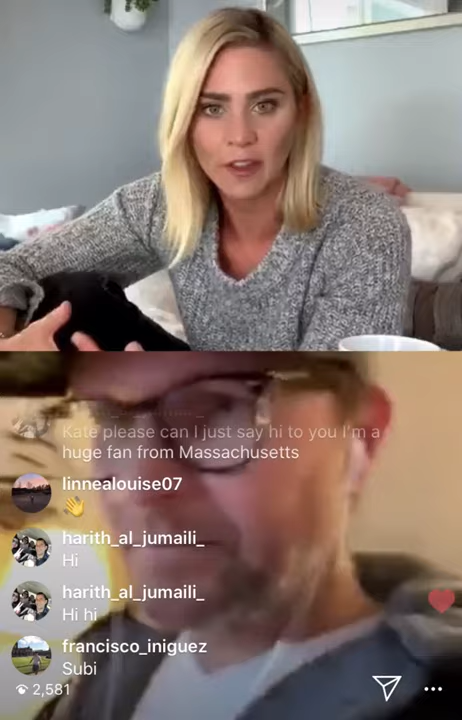 Kate please can I just say hi to you I'm a
huge fan from Massachusetts
linnealouise07
👋
harith_al_jumaili_
Hi
harith_al_jumaili_
Hi hi
francisco_iniguez
Subi
2,581